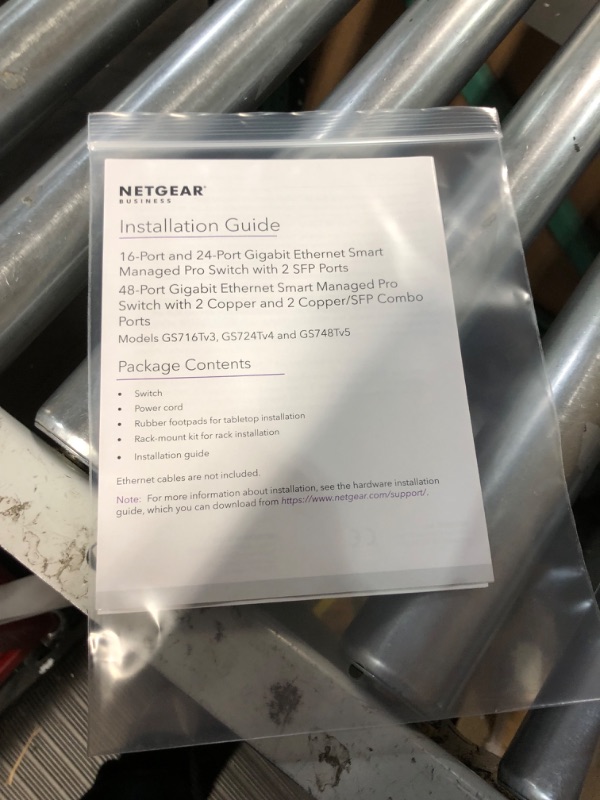 NETGEAR®
BUSINESS
Installation Guide
16-Port and 24-Port Gigabit Ethernet Smart
Managed Pro Switch with 2 SFP Ports
48-Port Gigabit Ethernet Smart Managed Pro
Switch with 2 Copper and 2 Copper/SFP Combo
Ports
Models GS716Tv3, GS724Tv4 and GS748Tv5
Package Contents
• Switch
• Power cord
• Rubber footpads for tabletop installation
• Rack-mount kit for rack installation
• Installation guide
Ethernet cables are not included.
Note: For more information about installation, see the hardware installation
guide, which you can download from https://www.netgear.com/support/.